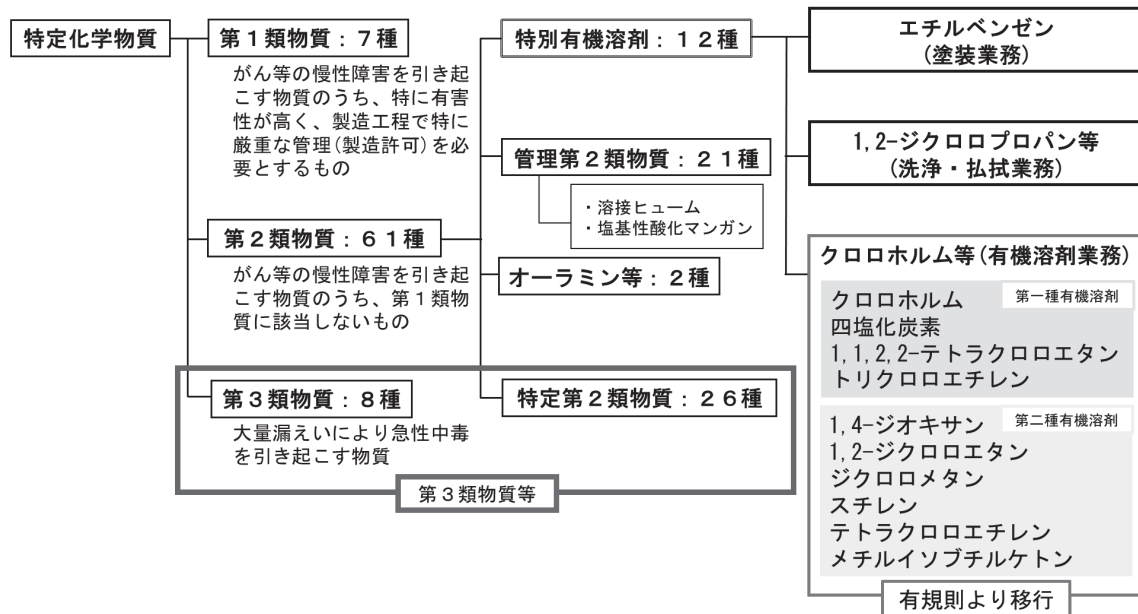 特定化学物質
第1類物質：7種
がん等の慢性障害を引き起
こす物質のうち、特に有害
性が高く、製造工程で特に
厳重な管理(製造許可)を必
要とするもの
第2類物質：61種
がん等の慢性障害を引き起
こす物質のうち、第1類物
質に該当しないもの
第3類物質：8種
大量漏えいにより急性中毒
を引き起こす物質
特別有機溶剤：12種
管理第2類物質：21種
・溶接ヒューム
・塩基性酸化マンガン
オーラミン等：2種
特定第2類物質：26種
第3類物質等
エチルベンゼン
(塗装業務)
1,2-ジクロロプロパン等
(洗浄・払拭業務)
クロロホルム等(有機溶剤業務)
第一種有機溶剤
クロロホルム
四塩化炭素
1,1,2,2-テトラクロロエタン
トリクロロエチレン
第二種有機溶剤
1,4-ジオキサン
1,2-ジクロロエタン
ジクロロメタン
スチレン
テトラクロロエチレン
メチルイソブチルケトン
有規則より移行